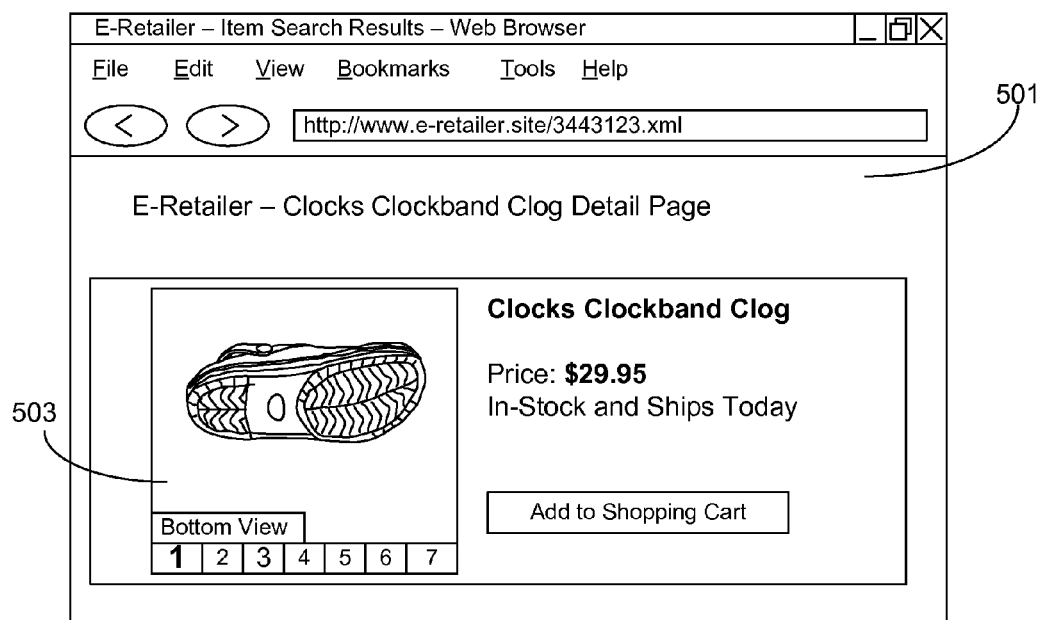 E-Retailer – Item Search Results – Web Browser
File Edit View Bookmarks Tools Help
http://www.e-retailer.site/3443123.xml
501
E-Retailer – Clocks Clockband Clog Detail Page
Clocks Clockband Clog
Price: $29.95
In-Stock and Ships Today
503
Add to Shopping Cart
Bottom View
1 2 3 4 5 6 7